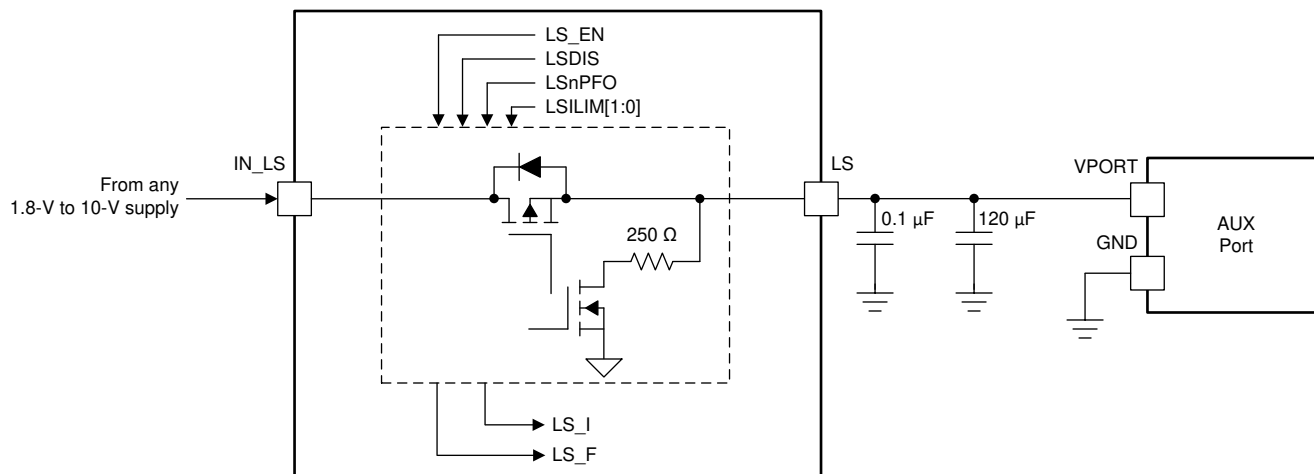 LS_EN
LSDIS
LSnPFO
LSILIM[1:0]
IN_LS
LS
VPORT
From any
1.8-V to 10-V supply
0.1 µF
120 µF
AUX
Port
250 Ω
GND
LS_I
LS_F